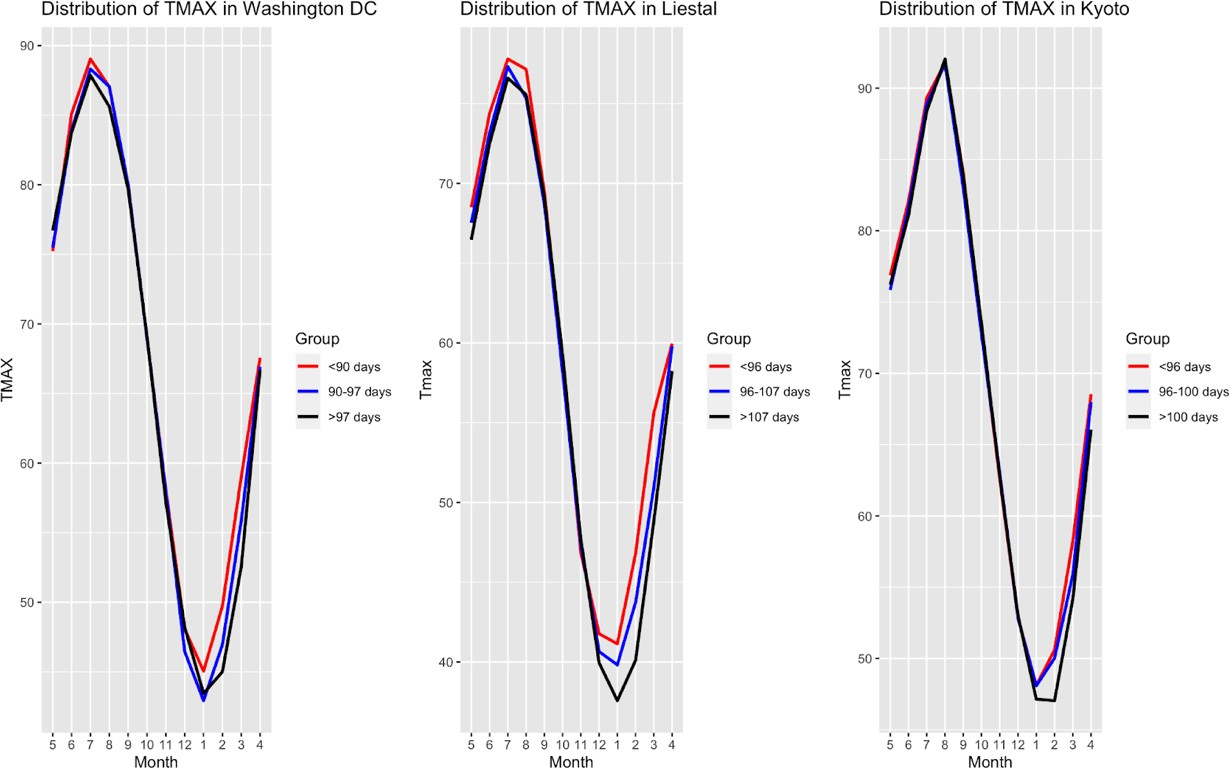 Distribution of TMAX in Washington DC
TMAX
90
80
70
60
50
5 6 7 8 9 10 11 12 1 2 3 4
Month
Group
<90 days
90-97 days
>97 days
Distribution of TMAX in Liestal
Tmax
70
60
50
40
5 6 7 8 9 10 11 12 1 2 3 4
Month
Group
<96 days
96-107 days
>107 days
Distribution of TMAX in Kyoto
Tmax
90
80
70
60
50
5 6 7 8 9 10 11 12 1 2 3 4
Month
Group
<96 days
96-100 days
>100 days